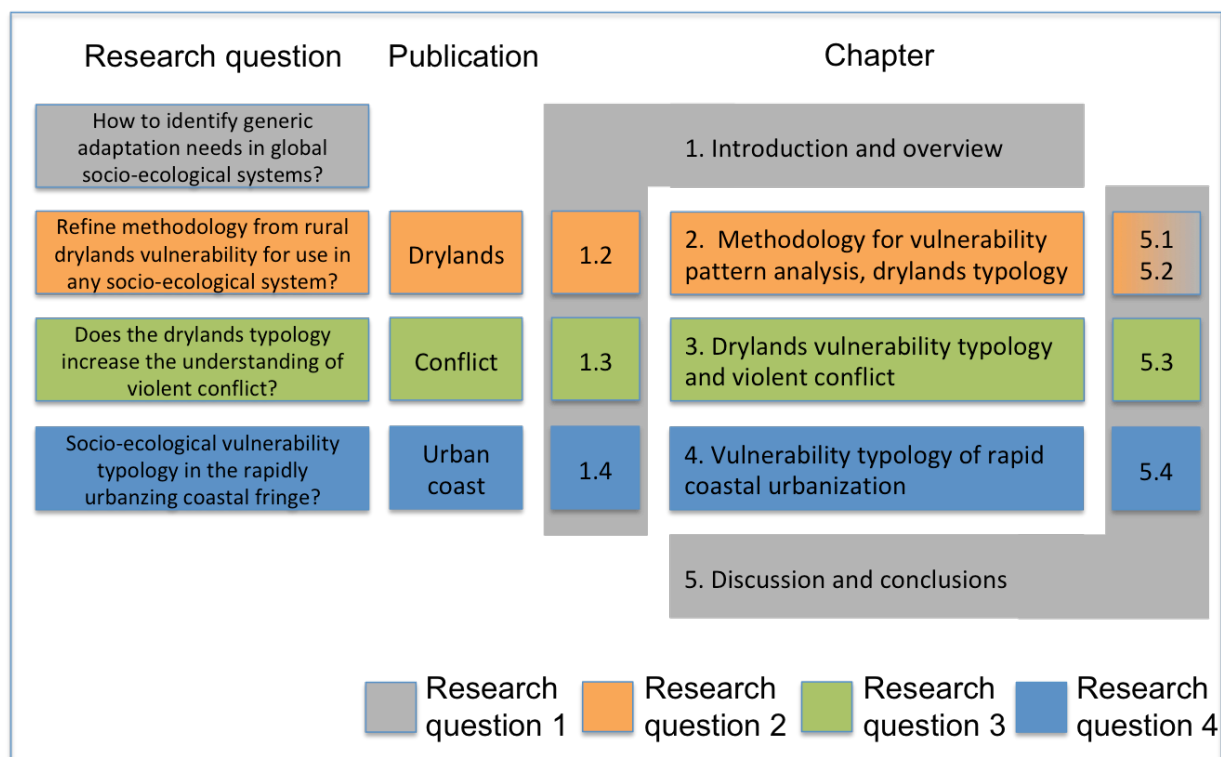 Research question
Publication
Chapter
How to identify generic
adaptation needs in global
socio-ecological systems?
1. Introduction and overview
Refine methodology from rural
drylands vulnerability for use in
any socio-ecological system?
Drylands
1.2
2.  Methodology for vulnerability
pattern analysis, drylands typology
5.1
5.2
Does the drylands typology
increase the understanding of
violent conflict?
Conflict
1.3
3. Drylands vulnerability typology
and violent conflict
5.3
Socio-ecological vulnerability
typology in the rapidly
urbanzing coastal fringe?
Urban
coast
1.4
4. Vulnerability typology of rapid
coastal urbanization
5.4
5. Discussion and conclusions
Research
question 1
Research
question 2
Research
question 3
Research
question 4